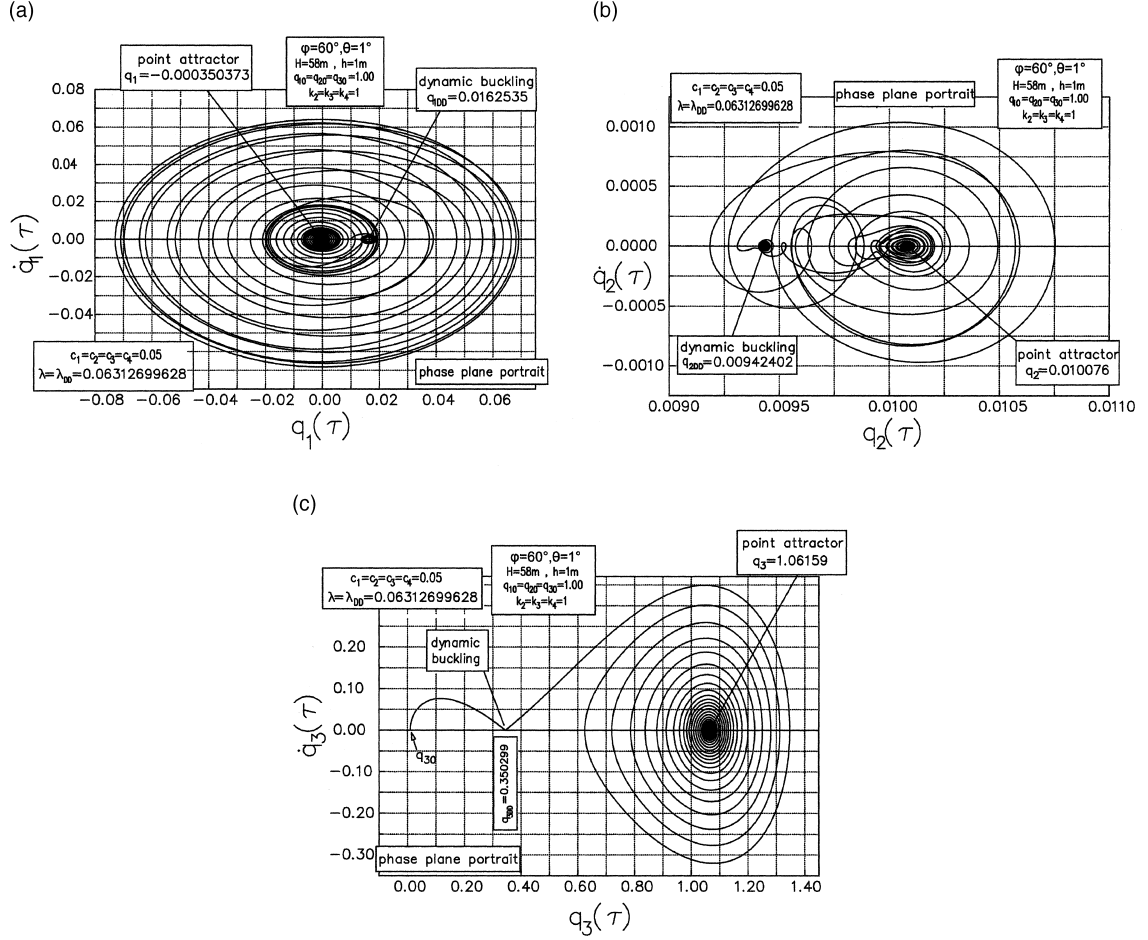 (a)
point attractor
q₁=−0.000350373
φ=60°,θ=1°
H=58m , h=1m
q₁₀=q₂₀=q₃₀=1.00
k₂=k₃=k₄=1
dynamic buckling
q₁DD=0.0162535
0.08
0.06
0.04
0.02
0.00
−0.02
−0.04
q̇₁(τ)
c₁=c₂=c₃=c₄=0.05
λ=λDD=0.06312699628
phase plane portrait
−0.08 −0.06 −0.04 −0.02 0.00 0.02 0.04 0.06
q₁(τ)
(b)
c₁=c₂=c₃=c₄=0.05
λ=λDD=0.06312699628
phase plane portrait
φ=60°,θ=1°
H=58m , h=1m
q₁₀=q₂₀=q₃₀=1.00
k₂=k₃=k₄=1
0.0010
0.0005
0.0000
−0.0005
−0.0010
q̇₂(τ)
dynamic buckling
q₂DD=0.00942402
point attractor
q₂=0.010076
0.0090 0.0095 0.0100 0.0105 0.0110
q₂(τ)
(c)
point attractor
q₃=1.06159
φ=60°,θ=1°
H=58m , h=1m
q₁₀=q₂₀=q₃₀=1.00
k₂=k₃=k₄=1
c₁=c₂=c₃=c₄=0.05
λ=λDD=0.06312699628
dynamic
buckling
0.20
0.10
0.00
−0.10
−0.20
−0.30
q̇₃(τ)
q₃₀
q₃DD=0.350299
phase plane portrait
0.00 0.20 0.40 0.60 0.80 1.00 1.20 1.40
q₃(τ)